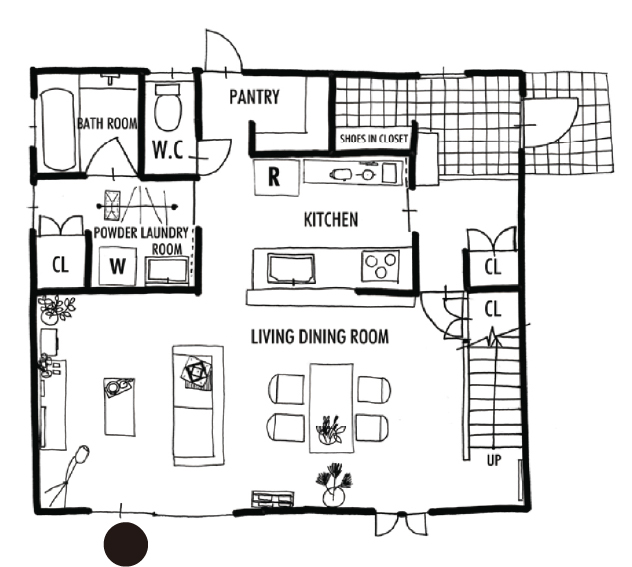 PANTRY
BATH ROOM
SHOES IN CLOSET
W.C
R
KITCHEN
POWDER LAUNDRY
ROOM
CL
W
CL
CL
LIVING DINING ROOM
UP